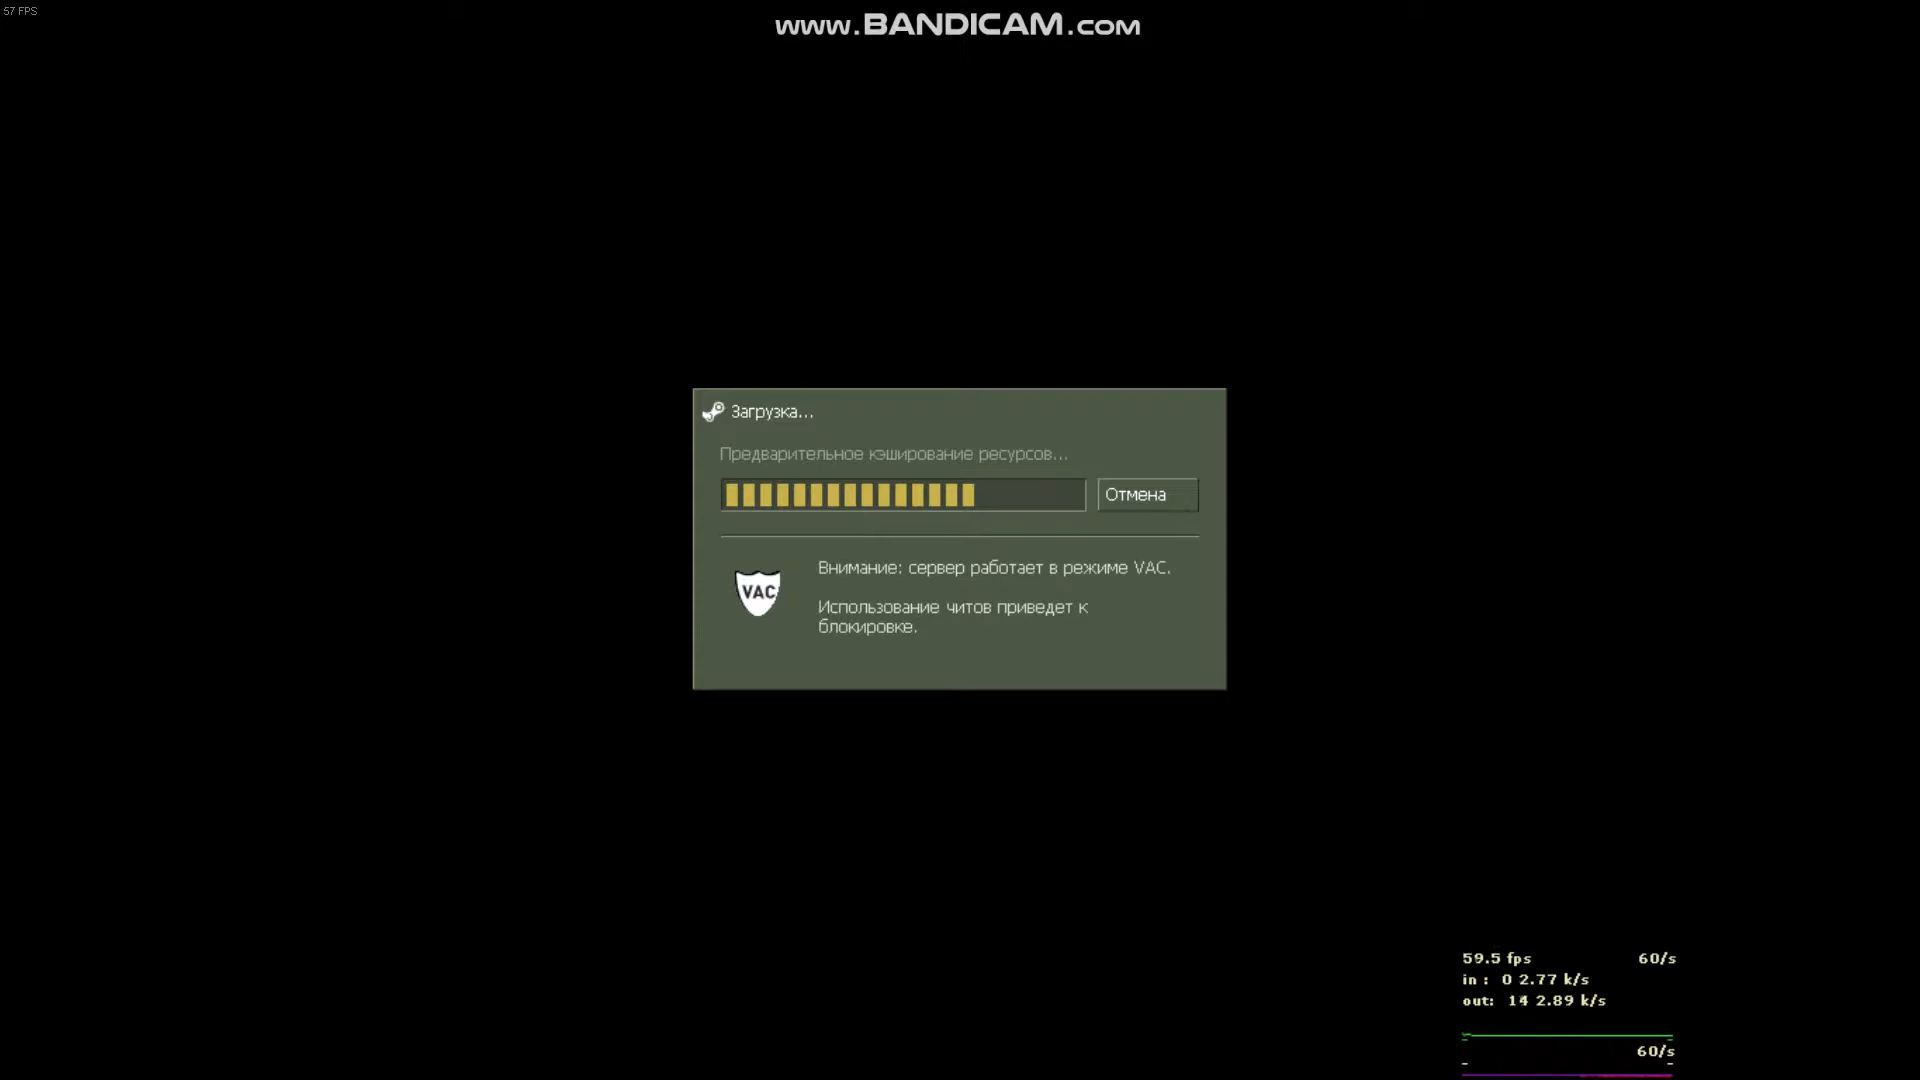 57 FPS
www.BANDICAM.com
Загрузка...
Предварительное кэширование ресурсов...
Отмена
VAC
Внимание: сервер работает в режиме VAC.
Использование читов приведет к
блокировке.
59.5 fps 60/s
in : 0 2.77 k/s
out: 14 2.89 k/s
60/s